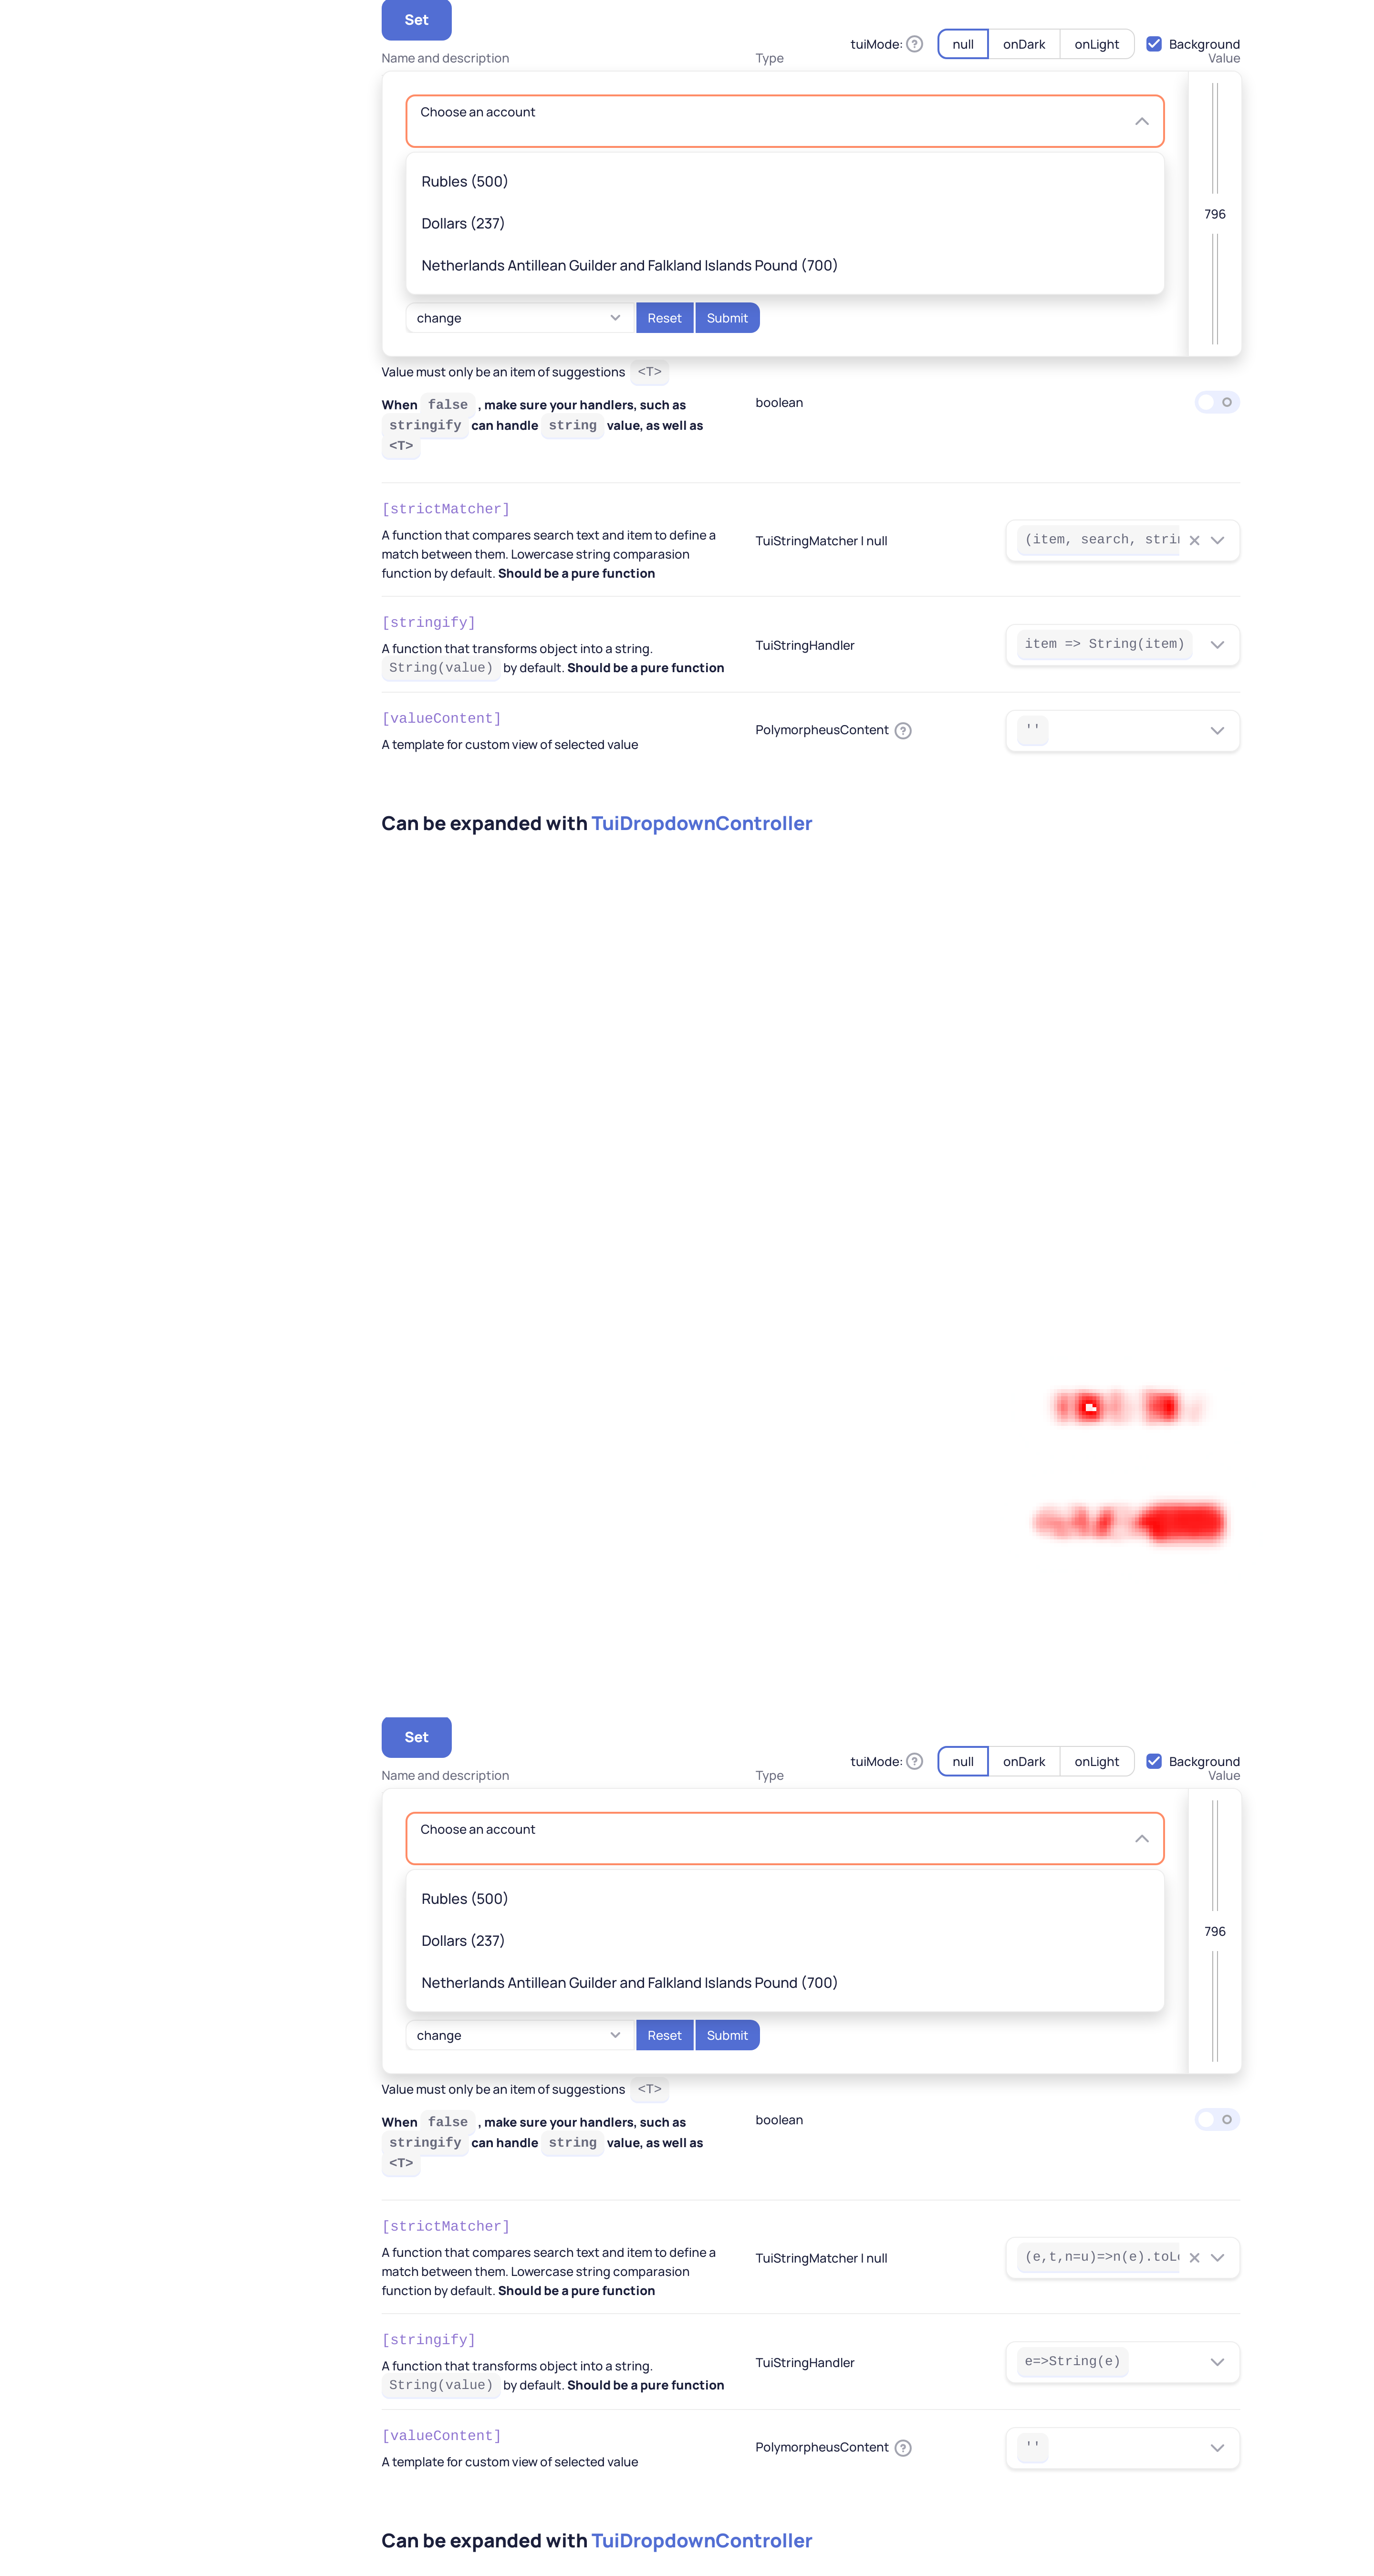 Set
tuiMode: ? null onDark onLight Background
Name and description Type Value
Choose an account
Rubles (500)
796
Dollars (237)
Netherlands Antillean Guilder and Falkland Islands Pound (700)
change Reset Submit
Value must only be an item of suggestions <T>
When false , make sure your handlers, such as boolean
stringify can handle string value, as well as
<T>
[strictMatcher]
A function that compares search text and item to define a
match between them. Lowercase string comparasion
function by default. Should be a pure function
TuiStringMatcher | null
(item, search, strin
[stringify]
A function that transforms object into a string.
String(value) by default. Should be a pure function
TuiStringHandler
item => String(item)
[valueContent]
A template for custom view of selected value
PolymorpheusContent ?
''
Can be expanded with TuiDropdownController
Set
tuiMode: ? null onDark onLight Background
Name and description Type Value
Choose an account
Rubles (500)
796
Dollars (237)
Netherlands Antillean Guilder and Falkland Islands Pound (700)
change Reset Submit
Value must only be an item of suggestions <T>
When false , make sure your handlers, such as boolean
stringify can handle string value, as well as
<T>
[strictMatcher]
A function that compares search text and item to define a
match between them. Lowercase string comparasion
function by default. Should be a pure function
TuiStringMatcher | null
(e,t,n=u)=>n(e).toLo
[stringify]
A function that transforms object into a string.
String(value) by default. Should be a pure function
TuiStringHandler
e=>String(e)
[valueContent]
A template for custom view of selected value
PolymorpheusContent ?
''
Can be expanded with TuiDropdownController